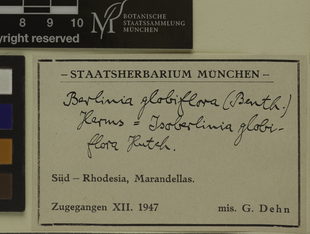 8 9 10
copyright reserved
BOTANISCHE
STAATSSAMMLUNG
MÜNCHEN
– STAATSHERBARIUM MÜNCHEN –
Berlinia globiflora (Benth.)
Harms = Isoberlinia globi-
flora Hutch.
Süd – Rhodesia, Marandellas.
Zugegangen XII. 1947 mis. G. Dehn